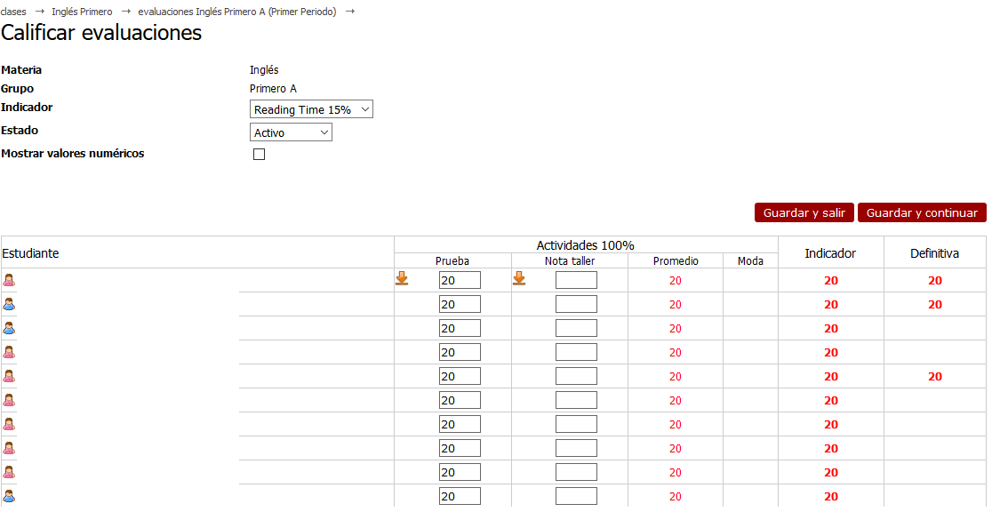 clases → Inglés Primero → evaluaciones Inglés Primero A (Primer Periodo) →
Calificar evaluaciones
Materia Inglés
Grupo Primero A
Indicador Reading Time 15%
Estado Activo
Mostrar valores numéricos
Guardar y salir Guardar y continuar
Estudiante Actividades 100% Indicador Definitiva
Prueba Nota taller Promedio Moda
20 20 20 20
20 20 20 20
20 20 20
20 20 20
20 20 20 20
20 20 20
20 20 20
20 20 20
20 20 20
20 20 20